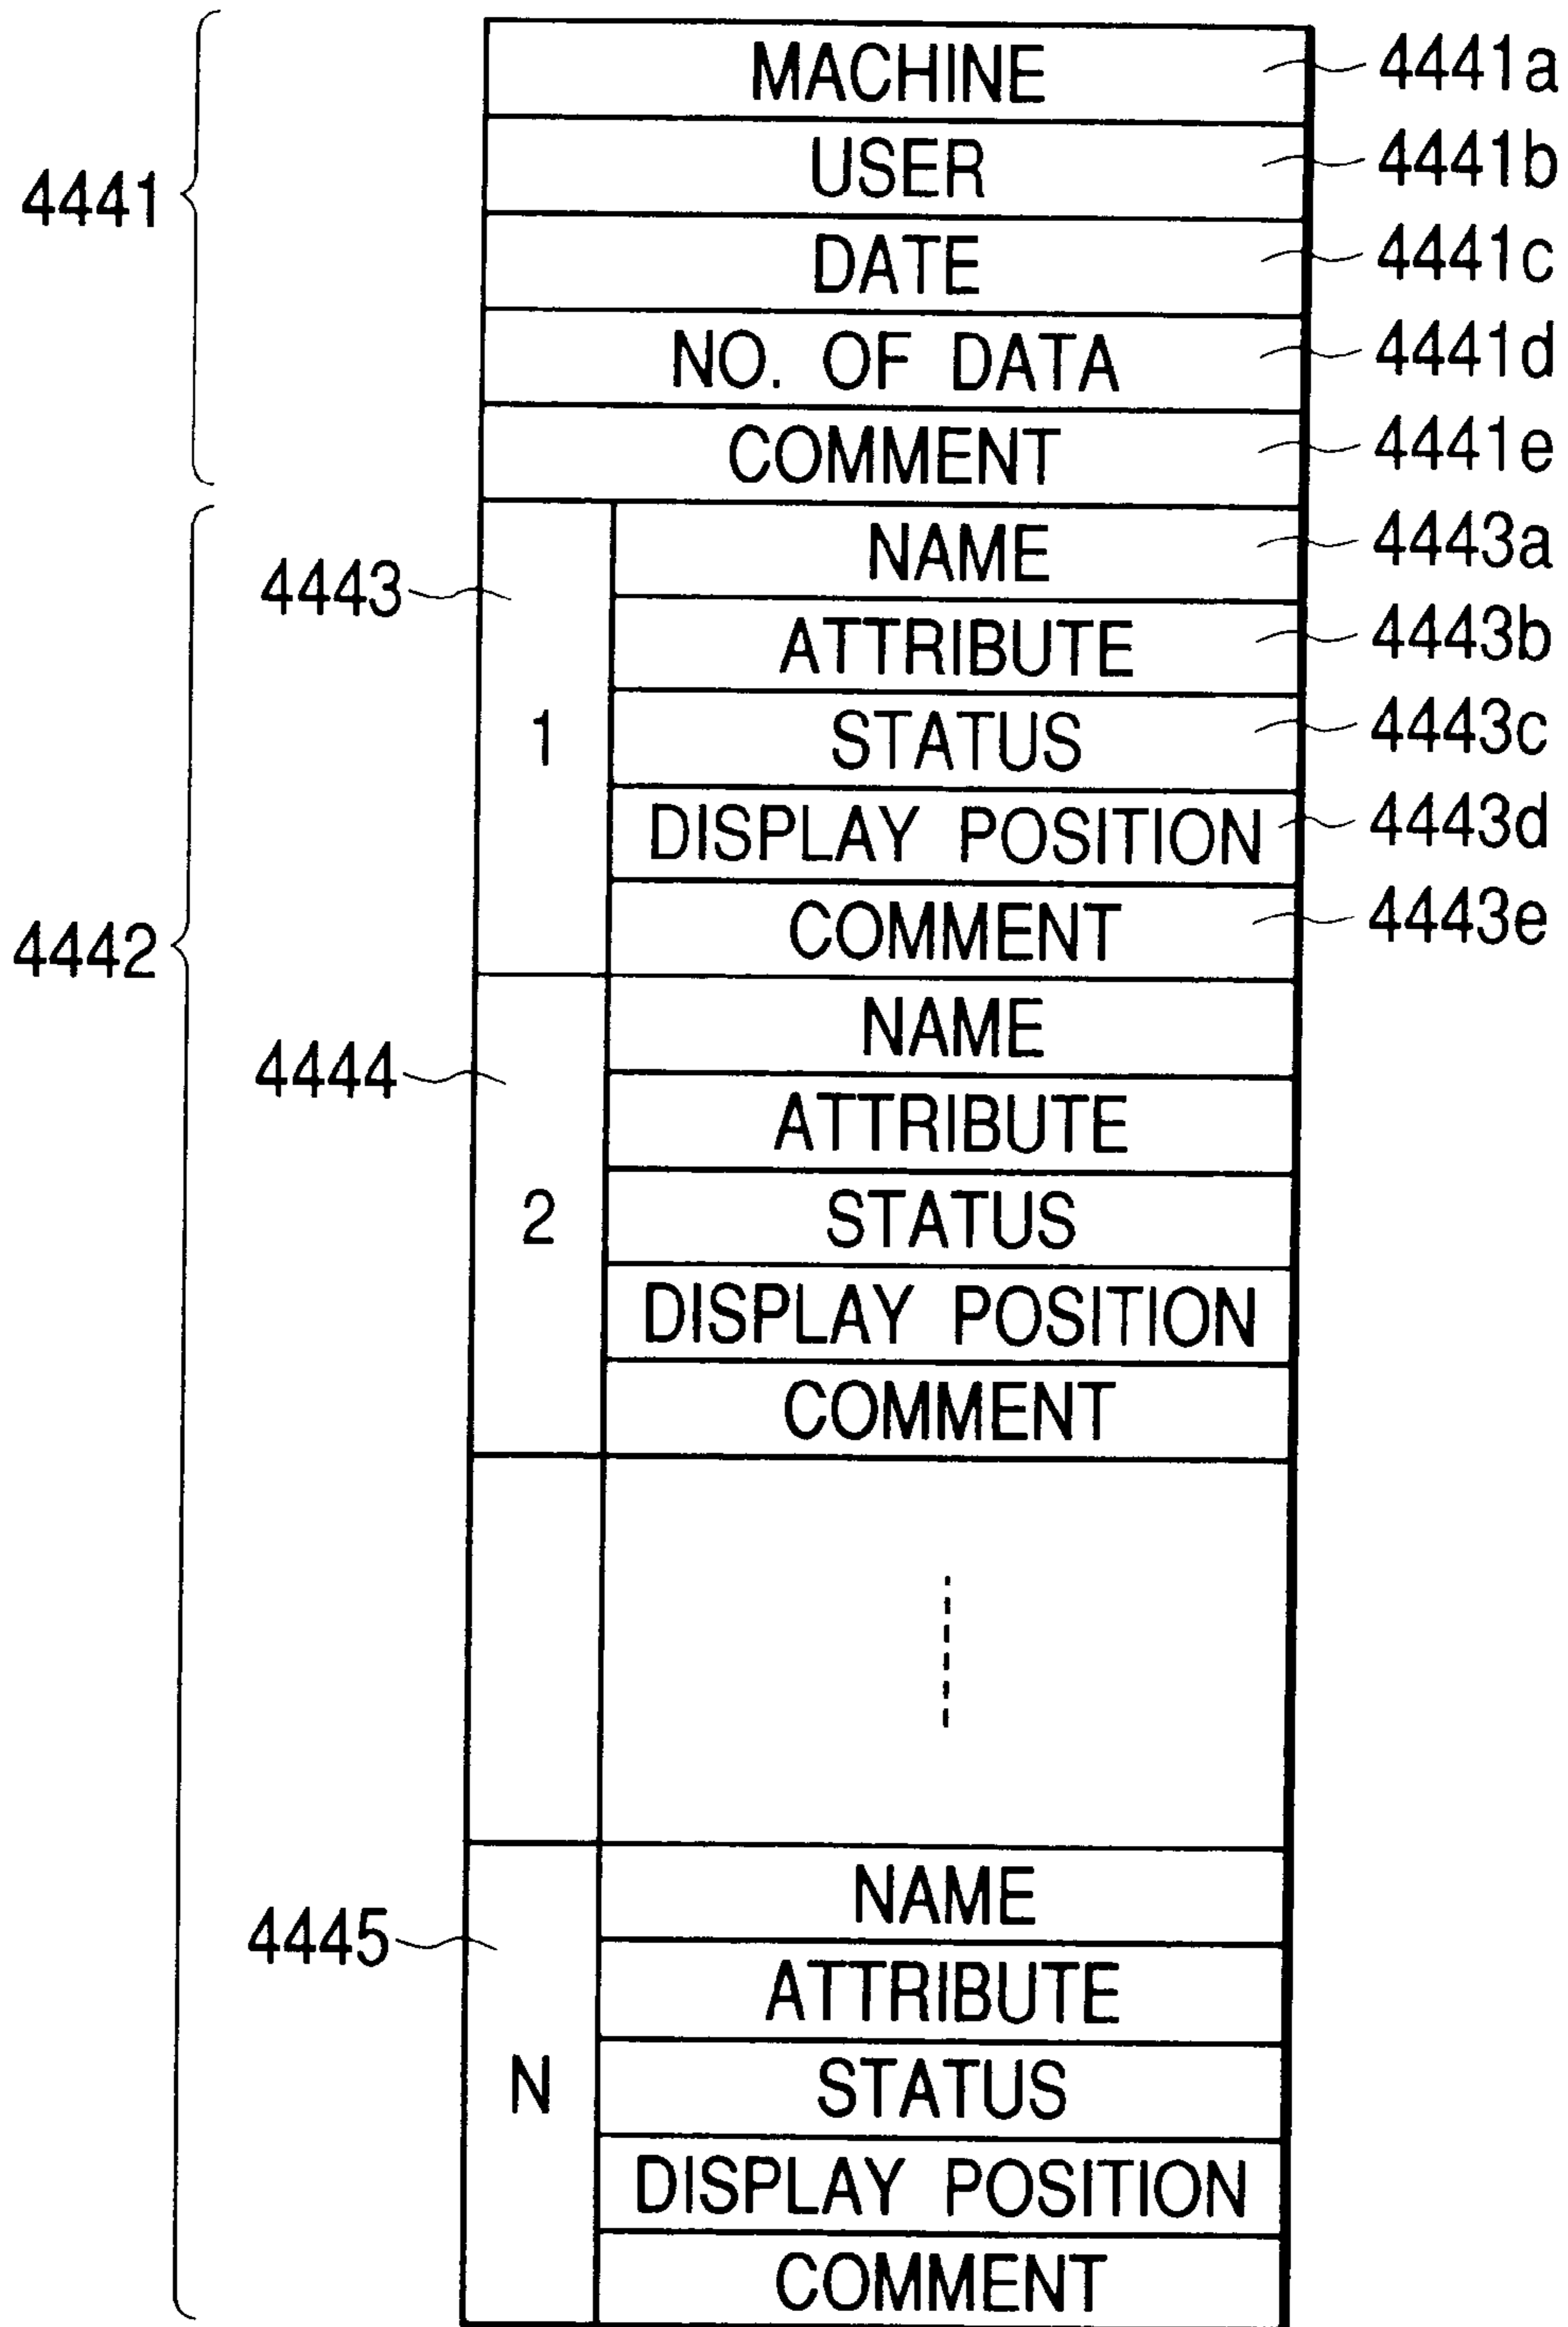 MACHINE 4441a
USER 4441b
4441
DATE 4441c
NO. OF DATA 4441d
COMMENT 4441e
NAME 4443a
4443
ATTRIBUTE 4443b
1 STATUS 4443c
DISPLAY POSITION 4443d
4442 COMMENT 4443e
NAME
4444
ATTRIBUTE
2 STATUS
DISPLAY POSITION
COMMENT
NAME
4445
ATTRIBUTE
N STATUS
DISPLAY POSITION
COMMENT